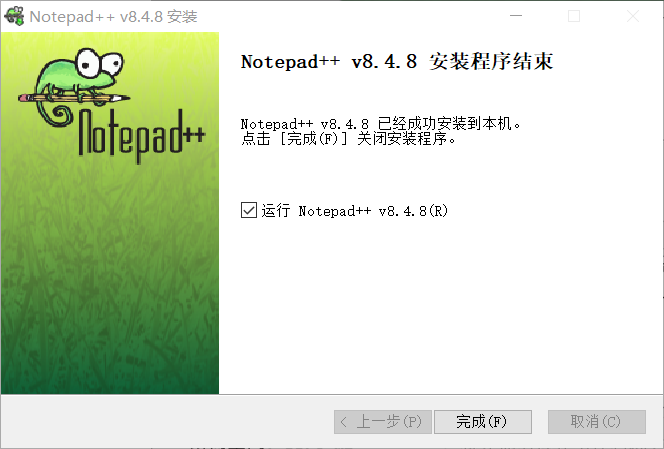 Notepad++ v8.4.8 安装
Notepad++
Notepad++ v8.4.8 安装程序结束
Notepad++ v8.4.8 已经成功安装到本机。
点击 [完成(F)] 关闭安装程序。
运行 Notepad++ v8.4.8(R)
< 上一步(P)
完成(F)
取消(C)